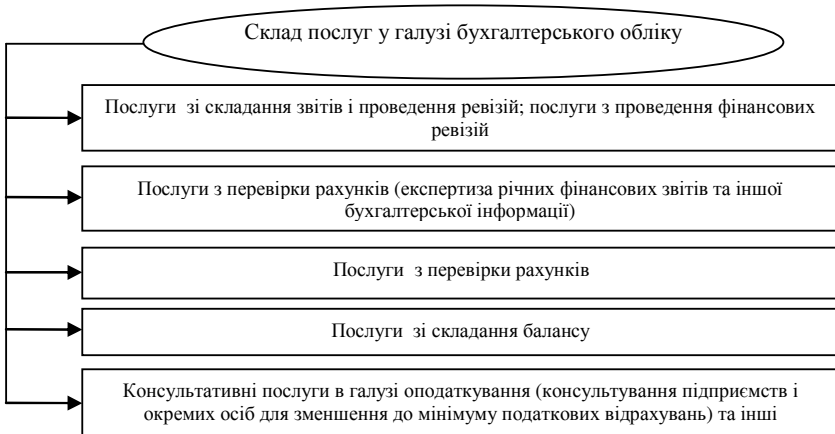 Склад послуг у галузі бухгалтерського обліку
Послуги зі складання звітів і проведення ревізій; послуги з проведення фінансових
ревізій
Послуги з перевірки рахунків (експертиза річних фінансових звітів та іншої
бухгалтерської інформації)
Послуги з перевірки рахунків
Послуги зі складання балансу
Консультативні послуги в галузі оподаткування (консультування підприємств і
окремих осіб для зменшення до мінімуму податкових відрахувань) та інші